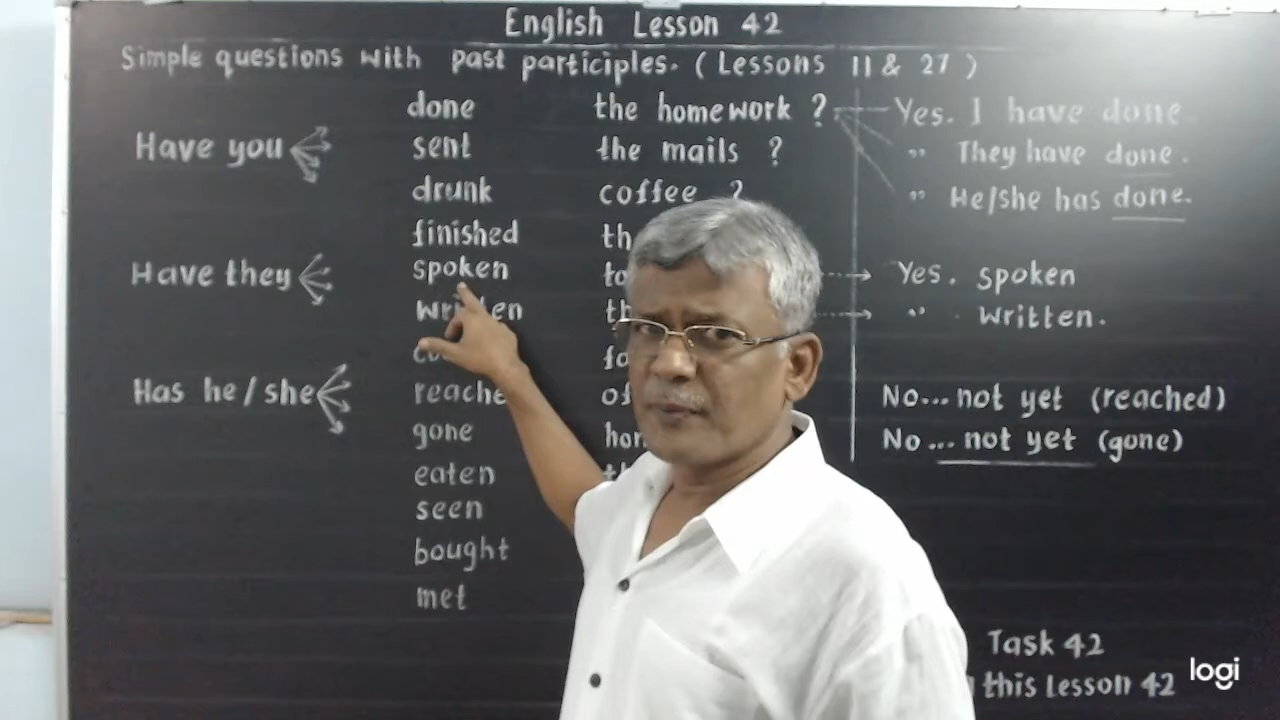 English Lesson 42
Simple questions with past participles. (Lessons 11 & 27)
Have you
Have they
Has he/she
done the homework ?
sent the mails ?
drunk coffee ?
finished
spoken
reache
gone
eaten
seen
bought
met
Yes. I have done.
" They have done.
" He/she has done.
Yes. spoken
" written.
No... not yet (reached)
No ... not yet (gone)
Task 42
this Lesson 42
logi